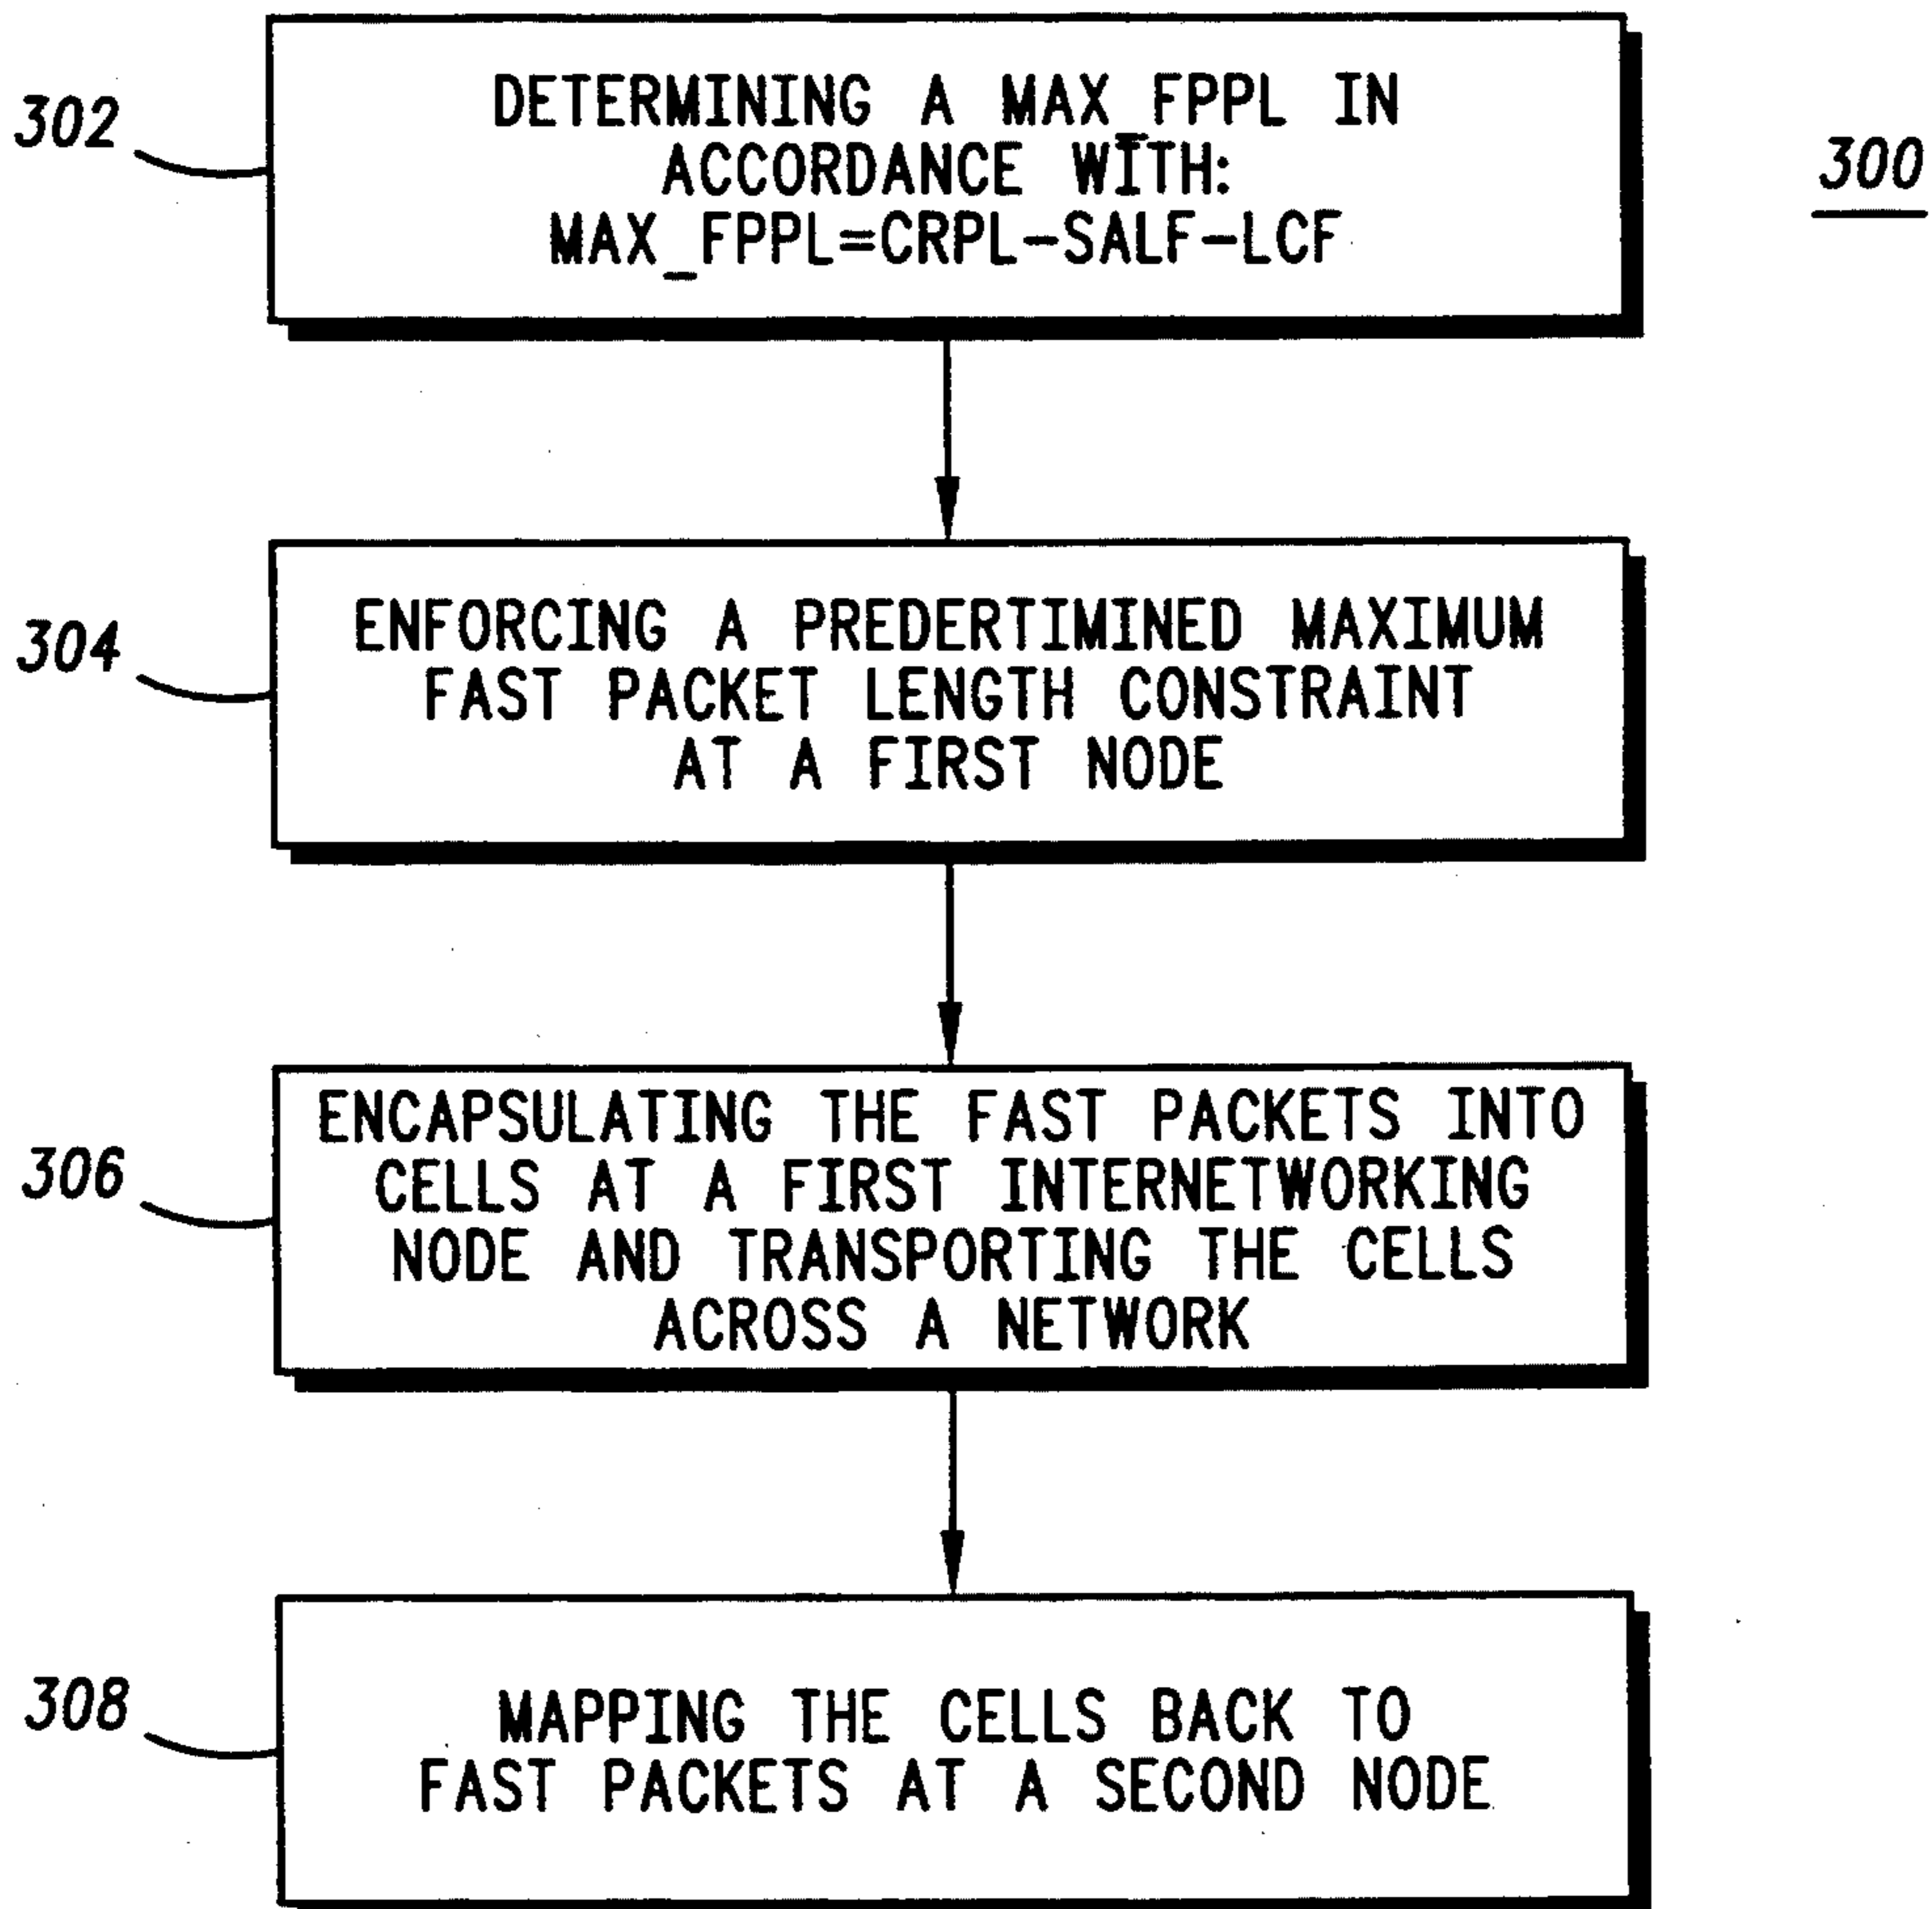 302
DETERMINING A MAX_FPPL IN
ACCORDANCE WITH:
MAX_FPPL=CRPL-SALF-LCF
300
304
ENFORCING A PREDERTIMINED MAXIMUM
FAST PACKET LENGTH CONSTRAINT
AT A FIRST NODE
306
ENCAPSULATING THE FAST PACKETS INTO
CELLS AT A FIRST INTERNETWORKING
NODE AND TRANSPORTING THE CELLS
ACROSS A NETWORK
308
MAPPING THE CELLS BACK TO
FAST PACKETS AT A SECOND NODE